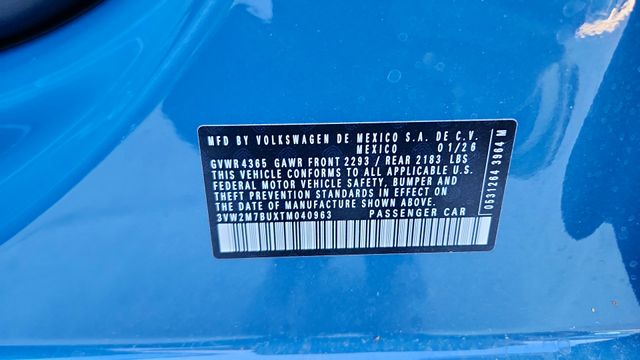 MFD BY VOLKSWAGEN DE MEXICO S.A. DE C.V.
MEXICO 01/26
GVWR 4365 GAWR FRONT 2293 / REAR 2183 LBS
THIS VEHICLE CONFORMS TO ALL APPLICABLE U.S.
FEDERAL MOTOR VEHICLE SAFETY, BUMPER AND
THEFT PREVENTION STANDARDS IN EFFECT ON
THE DATE OF MANUFACTURE SHOWN ABOVE.
3VW2M7BUXTM040963 PASSENGER CAR
0531264 3964 M